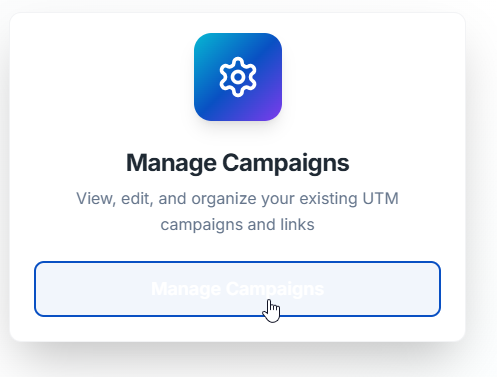 Manage Campaigns
View, edit, and organize your existing UTM
campaigns and links
Manage Campaigns